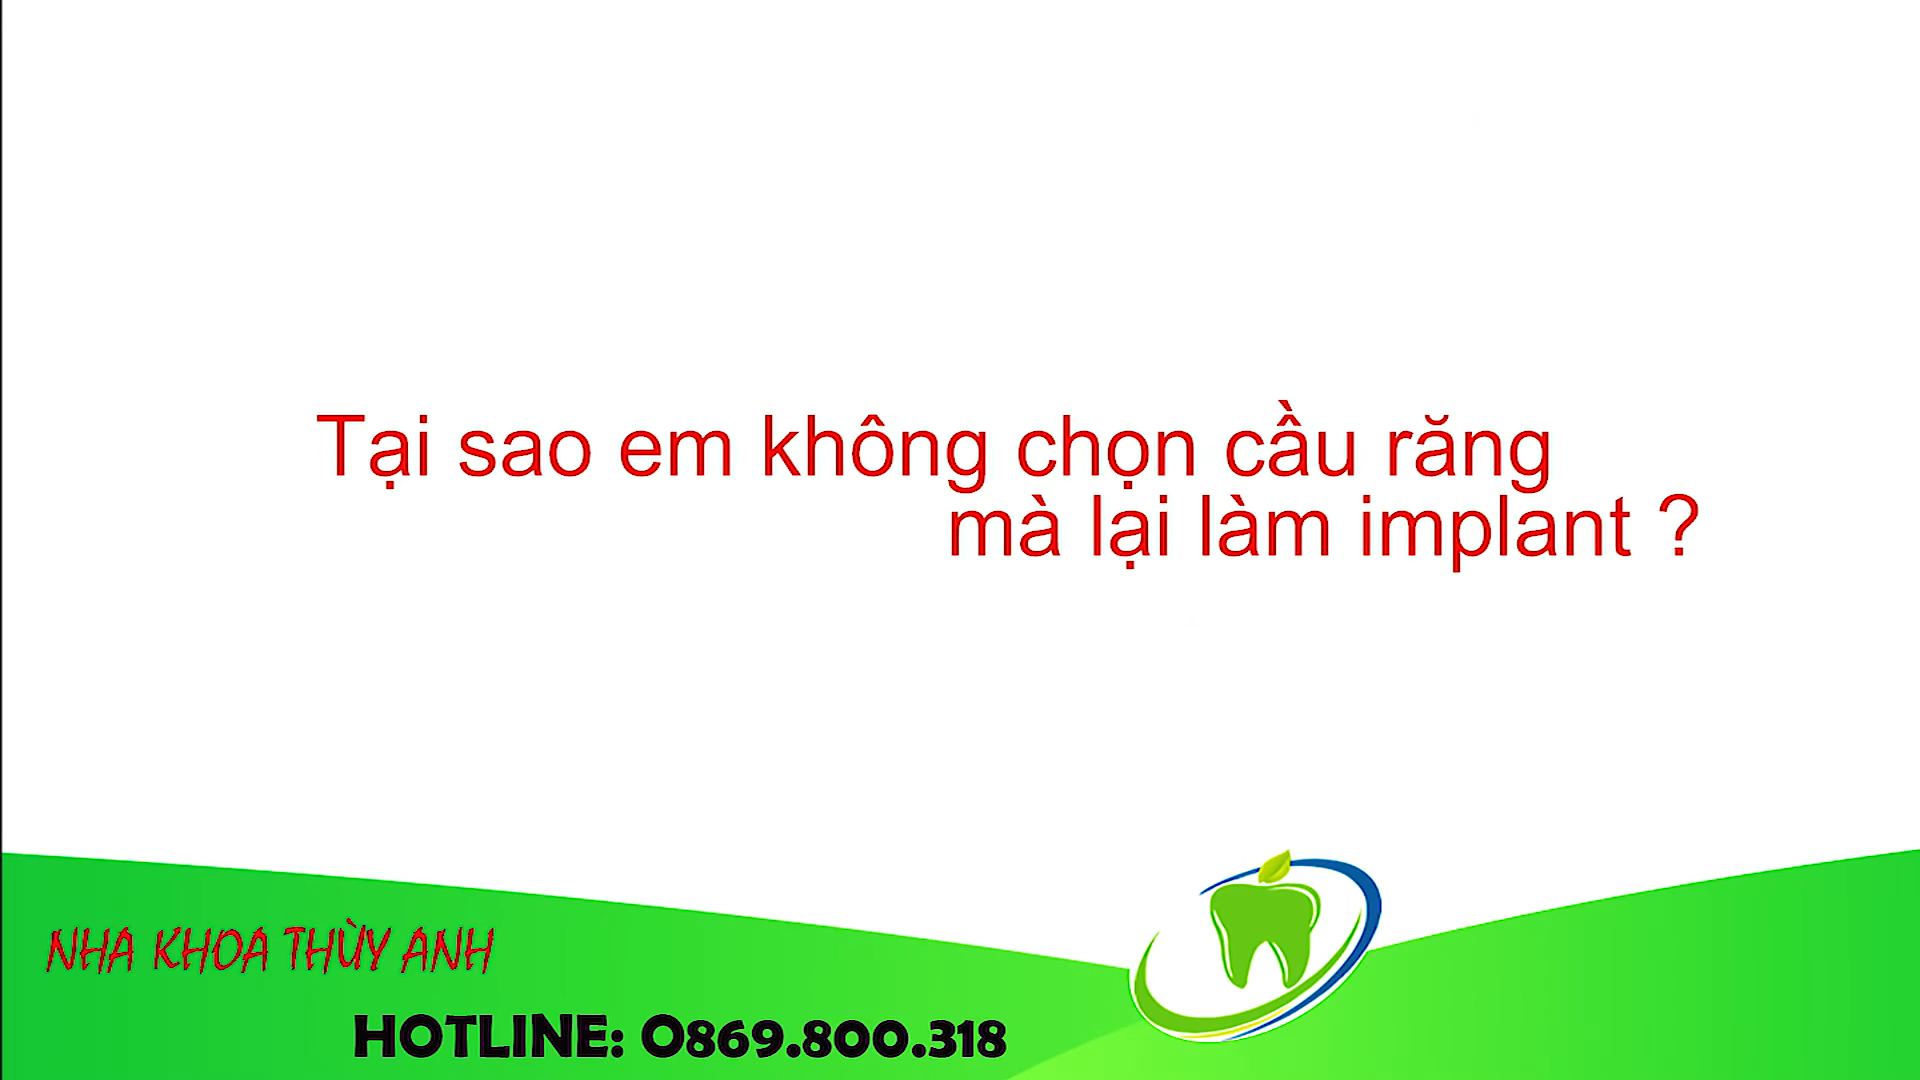 Tại sao em không chọn cầu răng
mà lại làm implant ?
NHA KHOA THÙY ANH
HOTLINE: 0869.800.318